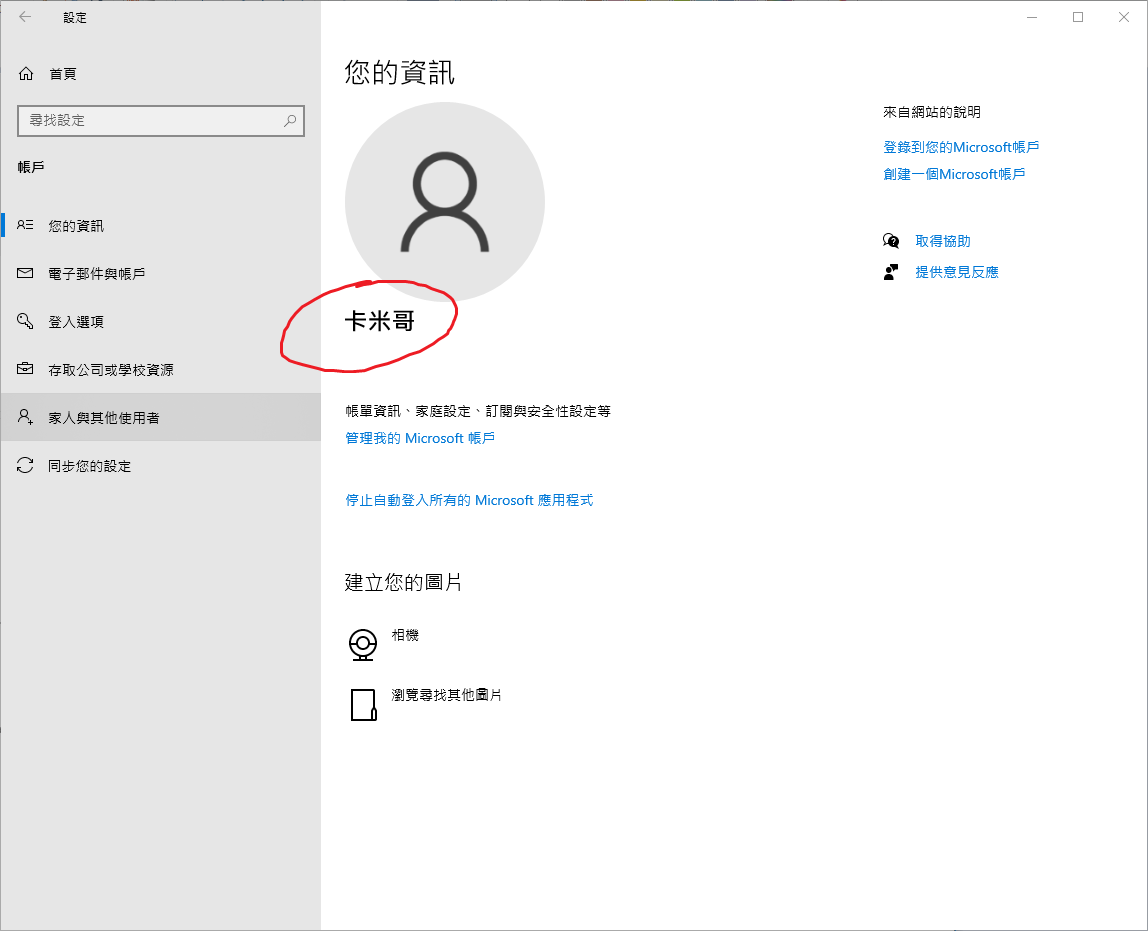 設定
首頁
尋找設定
帳戶
您的資訊
電子郵件與帳戶
登入選項
存取公司或學校資源
家人與其他使用者
同步您的設定
您的資訊
卡米哥
帳單資訊、家庭設定、訂閱與安全性設定等
管理我的 Microsoft 帳戶
停止自動登入所有的 Microsoft 應用程式
建立您的圖片
相機
瀏覽尋找其他圖片
來自網站的說明
登錄到您的Microsoft帳戶
創建一個Microsoft帳戶
取得協助
提供意見反應